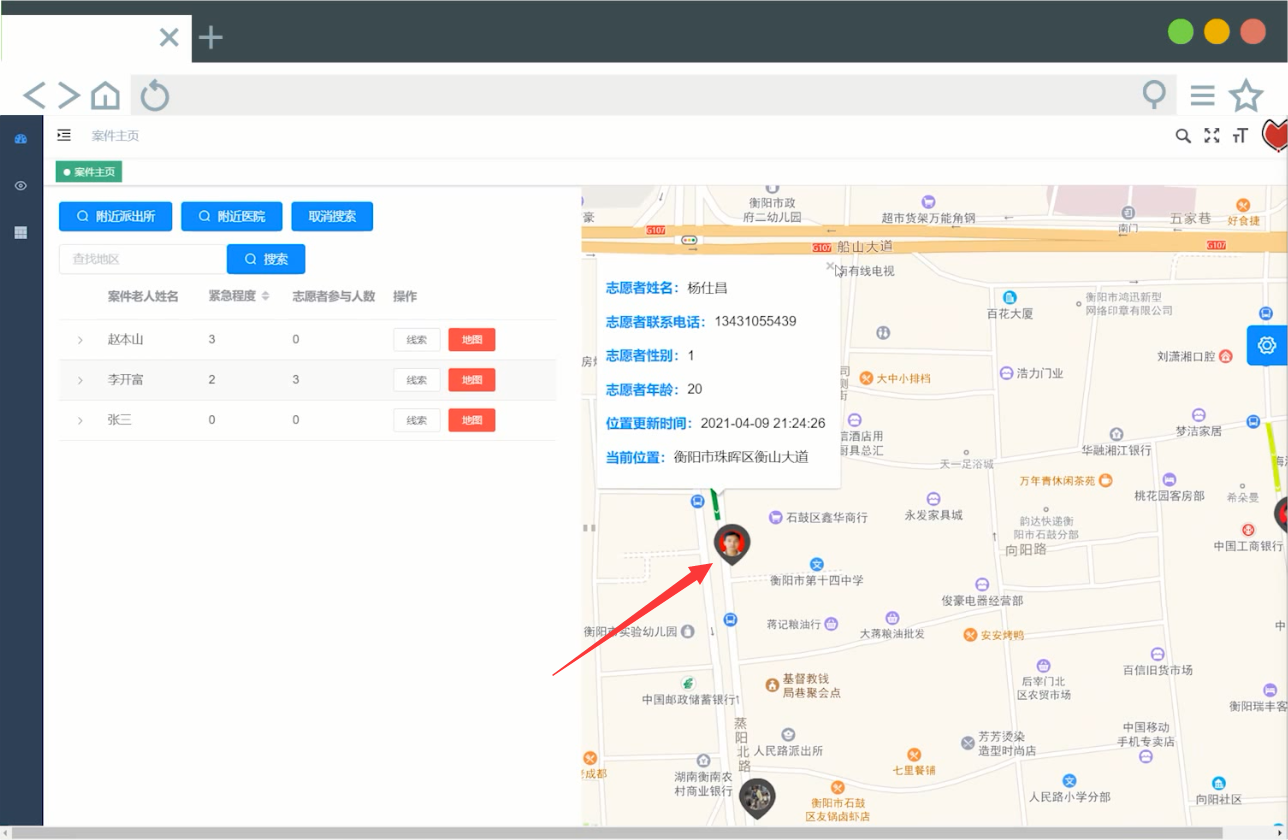 案件主页
案件主页
附近派出所
附近医院
取消搜索
查找地区
搜索
案件老人姓名
紧急程度
志愿者参与人数
操作
赵本山
3
0
线索
地图
李开富
2
3
线索
地图
张三
0
0
线索
地图
衡阳市政
府二幼儿园
超市货架万能角钢
南门
五家巷
好食捷
G107
G107
船山大道
G107
南有线电视
志愿者姓名： 杨仕昌
志愿者联系电话： 13431055439
志愿者性别： 1
志愿者年龄： 20
位置更新时间： 2021-04-09 21:24:26
当前位置： 衡阳市珠晖区衡山大道
百花大厦
衡阳市鸿迅新型
网络印章有限公司
刘潇湘口腔
大中小排档
浩力门业
酒店用
厨具总汇
梦洁家居
华融湘江银行
天一足浴城
万年青休闲茶苑
桃花园客房部
希朵曼
石鼓区鑫华商行
永发家具城
韵达快递衡
阳市石鼓分部
向阳路
中国工商银行
衡阳市第十四中学
俊豪电器经营部
衡阳市实验幼儿园
蒋记粮油行
大蒋粮油批发
安安烤鸭
百信旧货市场
后宰门北
区农贸市场
基督教钱
局巷聚会点
中国邮政储蓄银行
衡阳瑞丰客
蒸阳北路
人民路派出所
芳芳烫染
造型时尚店
中国移动
手机专卖店
成都
湖南衡南农
村商业银行
七里餐铺
衡阳市石鼓
区友锅卤虾店
人民路小学分部
向阳社区